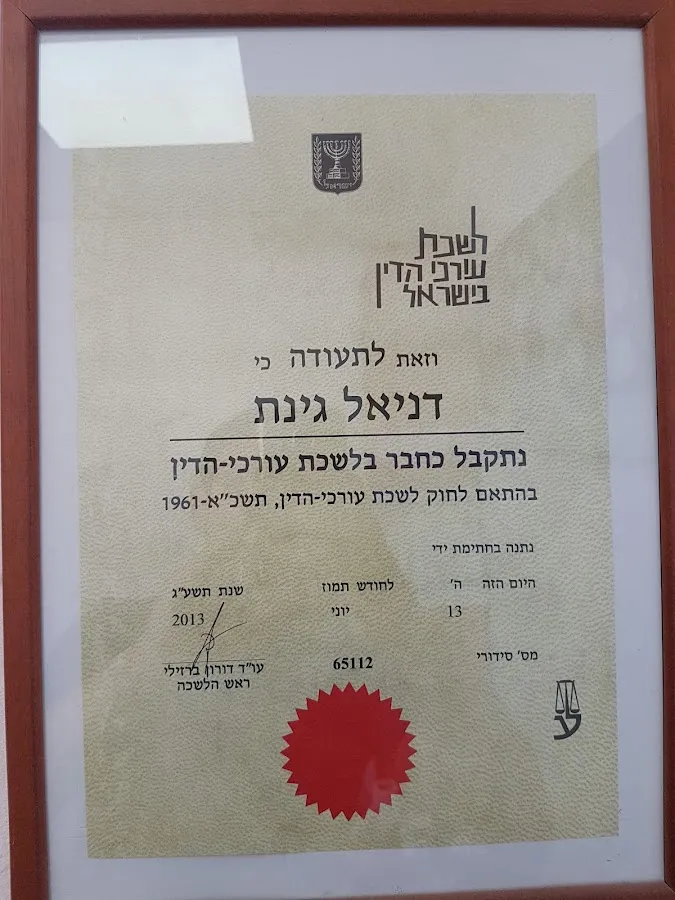 לשכת
עורכי הדין
בישראל
וזאת לתעודה כי
דניאל גינת
נתקבל כחבר בלשכת עורכי-הדין
בהתאם לחוק לשכת עורכי-הדין, תשכ"א-1961
נתנה בחתימת ידי
היום הזה ה' לחודש תמוז שנת תשע"ג
13 יוני 2013
עו"ד דורון ברזילי
ראש הלשכה
מס' סידורי 65112
ע